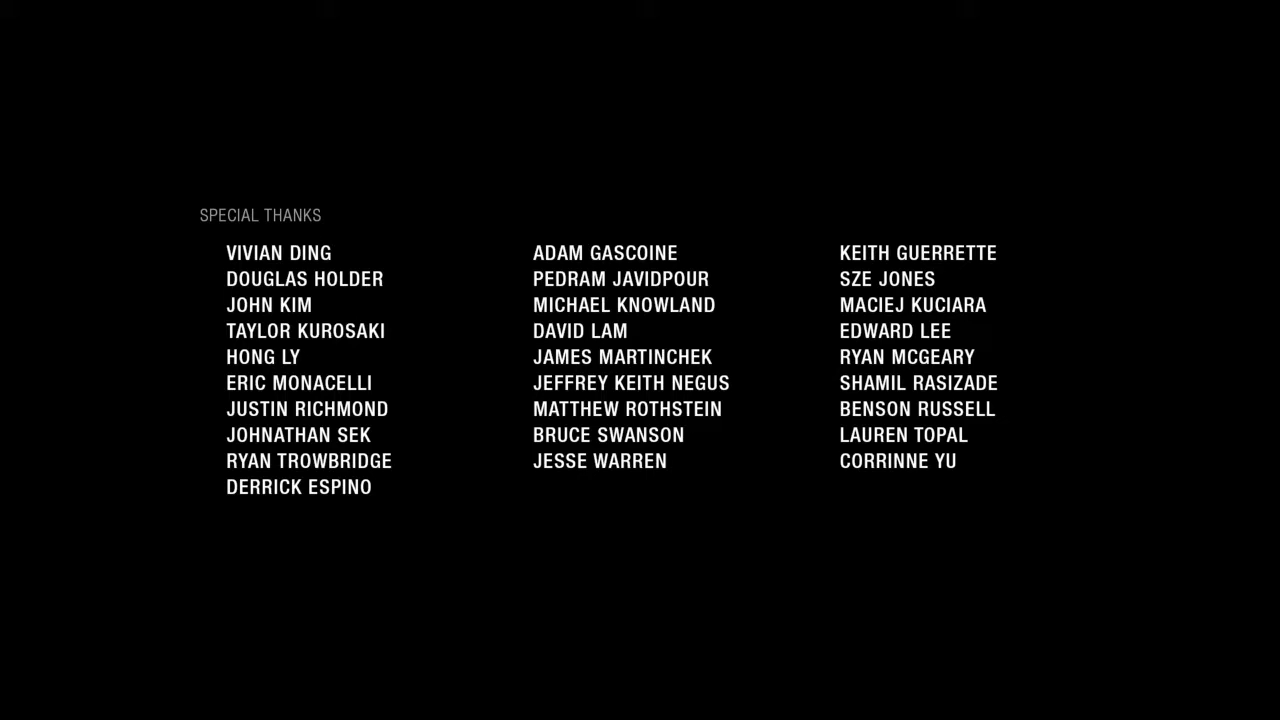 SPECIAL THANKS
VIVIAN DING
DOUGLAS HOLDER
JOHN KIM
TAYLOR KUROSAKI
HONG LY
ERIC MONACELLI
JUSTIN RICHMOND
JOHNATHAN SEK
RYAN TROWBRIDGE
DERRICK ESPINO
ADAM GASCOINE
PEDRAM JAVIDPOUR
MICHAEL KNOWLAND
DAVID LAM
JAMES MARTINCHEK
JEFFREY KEITH NEGUS
MATTHEW ROTHSTEIN
BRUCE SWANSON
JESSE WARREN
KEITH GUERRETTE
SZE JONES
MACIEJ KUCIARA
EDWARD LEE
RYAN MCGEARY
SHAMIL RASIZADE
BENSON RUSSELL
LAUREN TOPAL
CORRINNE YU